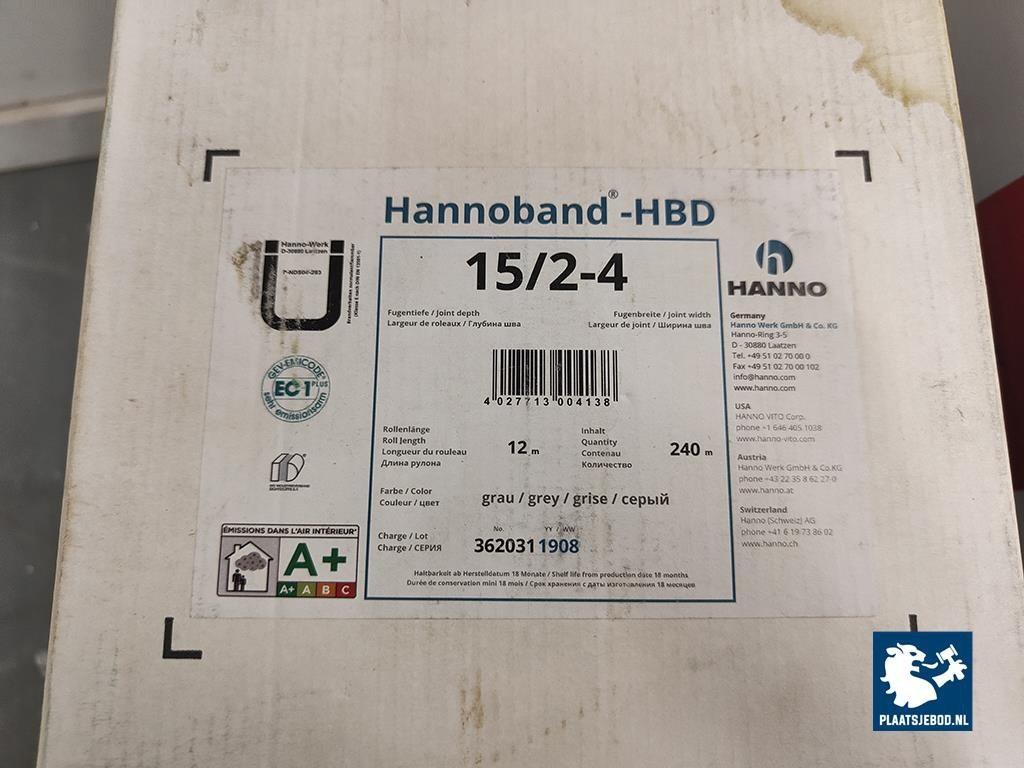 Hannoband®-HBD
Hanno-Werk
D-30880 Laatzen
15/2-4
Fugentiefe / Joint depth
Largeur de roleaux / Глубина шва
Fugenbreite / Joint width
Largeur de joint / Ширина шва
4 027713 004138
Rollenlänge
Roll Jength
Longueur du rouleau
Длина рулона
12 m
Inhalt
Quantity
Contenau
Количество
240 m
Farbe / Color
Couleur / цвет
grau / grey / grise / серый
No. YY / WW
Charge / Lot
Charge / СЕРИЯ
3620311908
Haltbarkeit ab Herstelldatum 18 Monate / Shelf life from production date 18 months
Durée de conservation mini 18 mois / Срок хранения с даты изготовления 18 месяцев
GEV-EMICODE
EC-1 PLUS
sehr emissionsarm
ÉMISSIONS DANS L'AIR INTÉRIEUR*
A+
A+ A B C
h
HANNO
Germany
Hanno Werk GmbH & Co. KG
Hanno-Ring 3-5
D - 30880 Laatzen
Tel. +49 51 02 70 00 0
Fax +49 51 02 70 00 102
info@hanno.com
www.hanno.com
USA
HANNO VITO Corp.
phone +1 646 405 1038
www.hanno-vito.com
Austria
Hanno Werk GmbH & Co.KG
phone +43 22 35 8 62 27-0
www.hanno.at
Switzerland
Hanno (Schweiz) AG
phone +41 6 19 73 86 02
www.hanno.ch
PLAATSJEBOD.NL